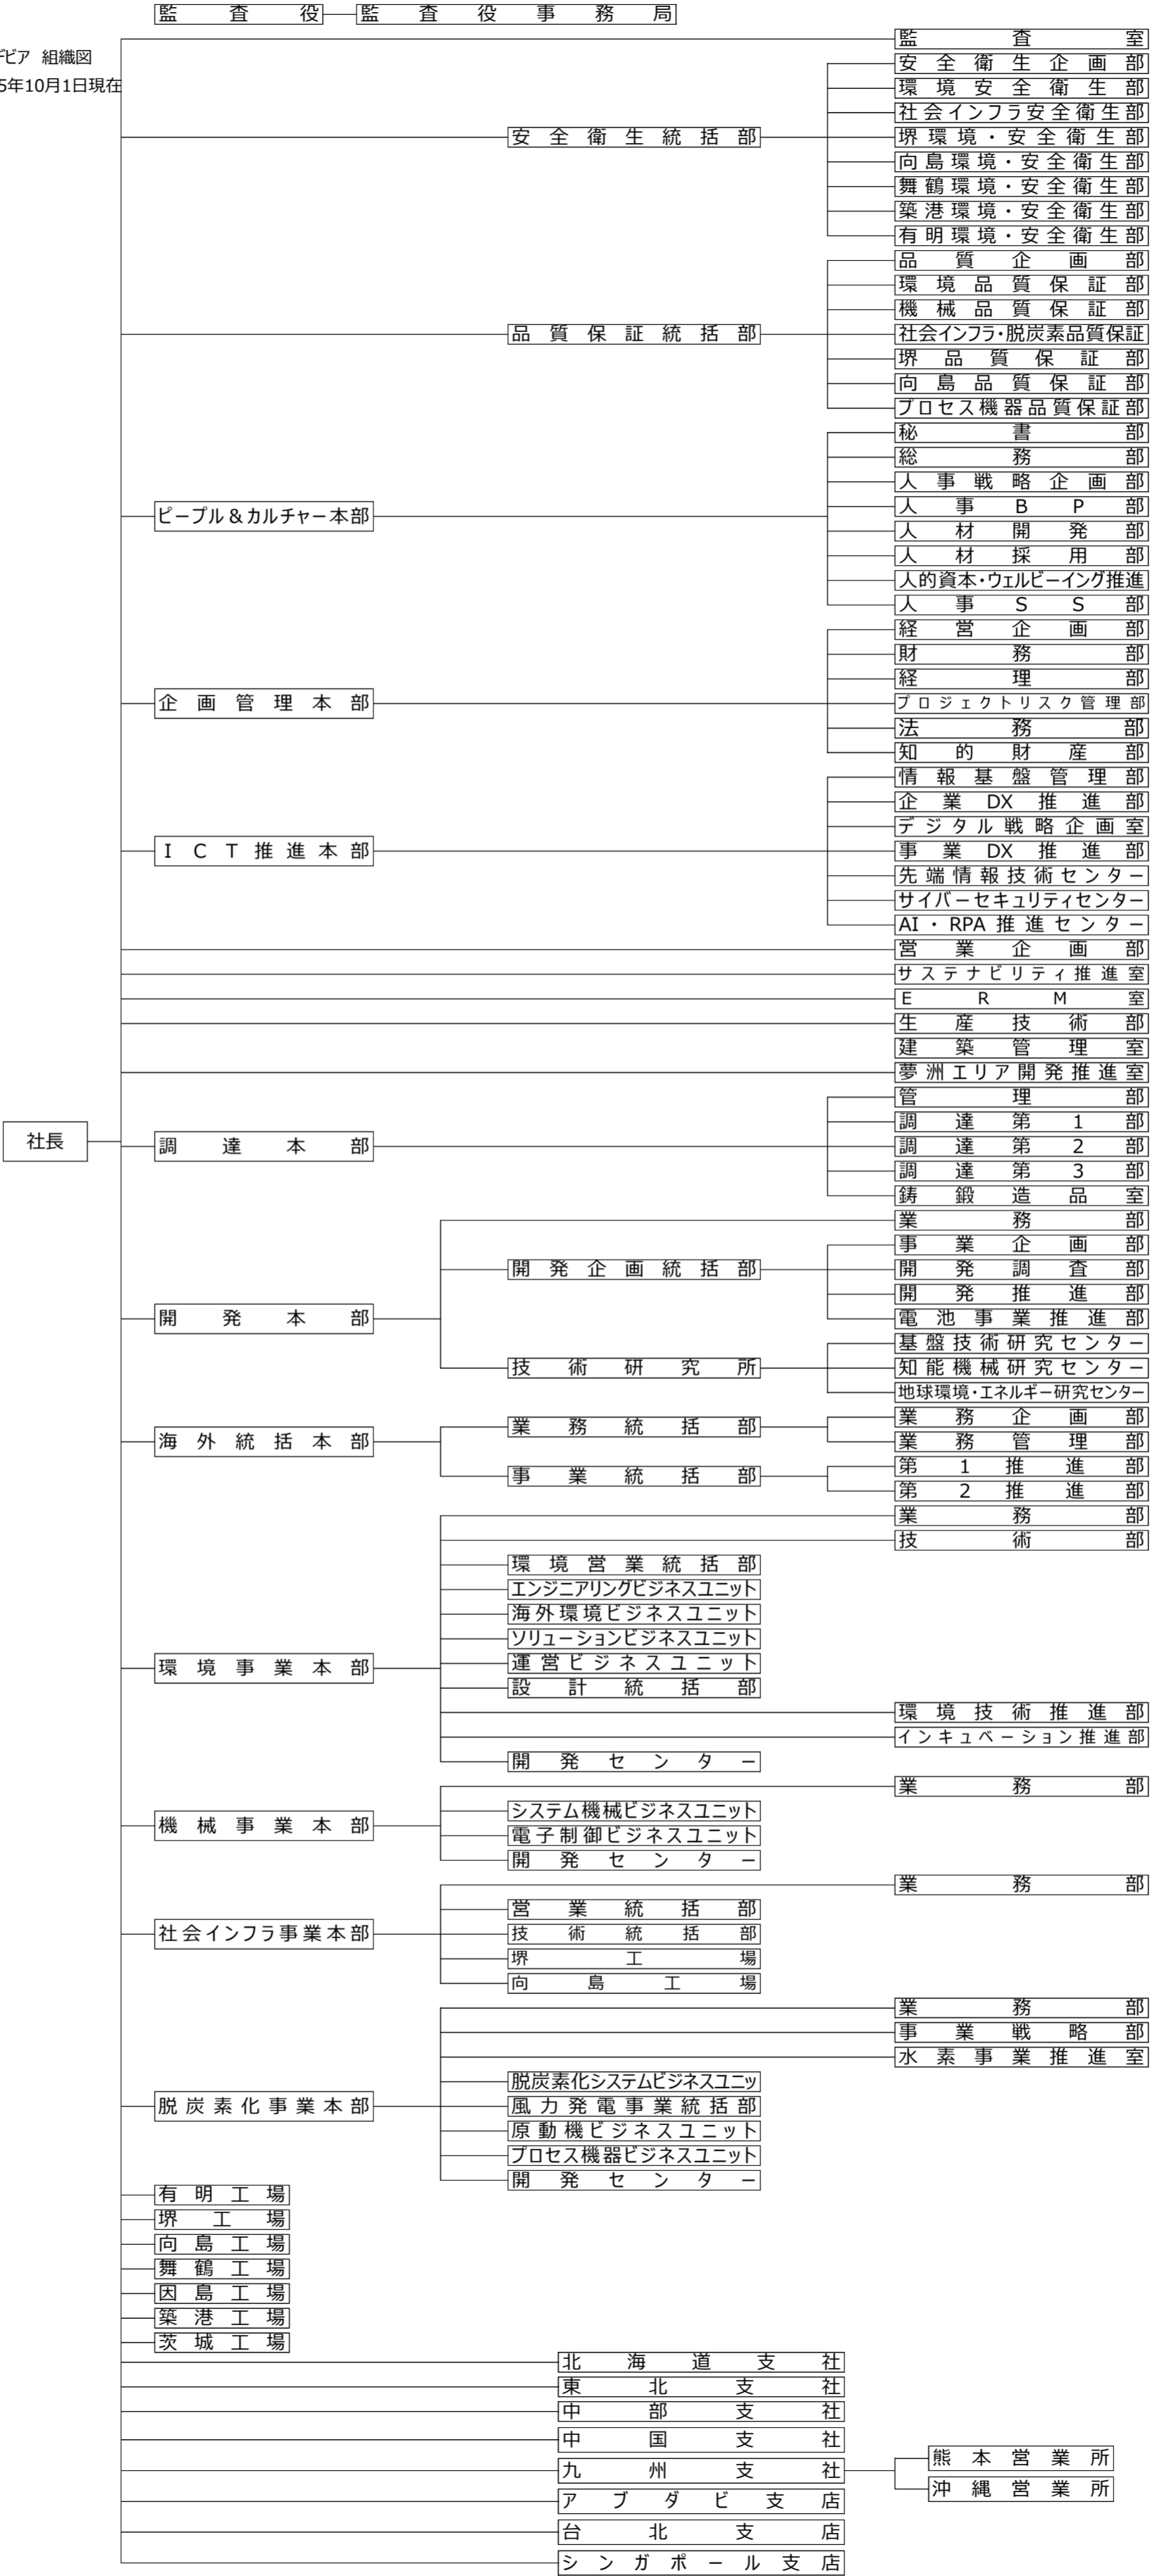 監査役 監査役事務局
監査室
デビア 組織図
5年10月1日現在
安全衛生企画部
環境安全衛生部
社会インフラ安全衛生部
安全衛生統括部 堺環境・安全衛生部
向島環境・安全衛生部
舞鶴環境・安全衛生部
築港環境・安全衛生部
有明環境・安全衛生部
品質企画部
環境品質保証部
機械品質保証部
品質保証統括部 社会インフラ・脱炭素品質保証
堺品質保証部
向島品質保証部
プロセス機器品質保証部
秘書部
総務部
人事戦略企画部
ピープル&カルチャー本部 人事BP部
人材開発部
人材採用部
人的資本・ウェルビーイング推進
人事SS部
経営企画部
財務部
経理部
企画管理本部 プロジェクトリスク管理部
法務部
知的財産部
情報基盤管理部
企業DX推進部
デジタル戦略企画室
ICT推進本部 事業DX推進部
先端情報技術センター
サイバーセキュリティセンター
AI・RPA推進センター
営業企画部
サステナビリティ推進室
ERM室
生産技術部
建築管理室
夢洲エリア開発推進室
管理部
調達第1部
社長 調達本部 調達第2部
調達第3部
鋳鍛造品室
業務部
事業企画部
開発企画統括部 開発調査部
開発推進部
開発本部 電池事業推進部
基盤技術研究センター
技術研究所 知能機械研究センター
地球環境・エネルギー研究センター
業務統括部 業務企画部
海外統括本部 業務管理部
事業統括部 第1推進部
第2推進部
業務部
技術部
環境営業統括部
エンジニアリングビジネスユニット
海外環境ビジネスユニット
ソリューションビジネスユニット
環境事業本部 運営ビジネスユニット
設計統括部
環境技術推進部
インキュベーション推進部
開発センター
業務部
システム機械ビジネスユニット
機械事業本部 電子制御ビジネスユニット
開発センター
業務部
営業統括部
社会インフラ事業本部 技術統括部
堺工場
向島工場
業務部
事業戦略部
水素事業推進室
脱炭素化システムビジネスユニッ
脱炭素化事業本部 風力発電事業統括部
原動機ビジネスユニット
プロセス機器ビジネスユニット
開発センター
有明工場
堺工場
向島工場
舞鶴工場
因島工場
築港工場
茨城工場
北海道支社
東北支社
中部支社
中国支社
熊本営業所
九州支社
沖縄営業所
アブダビ支店
台北支店
シンガポール支店